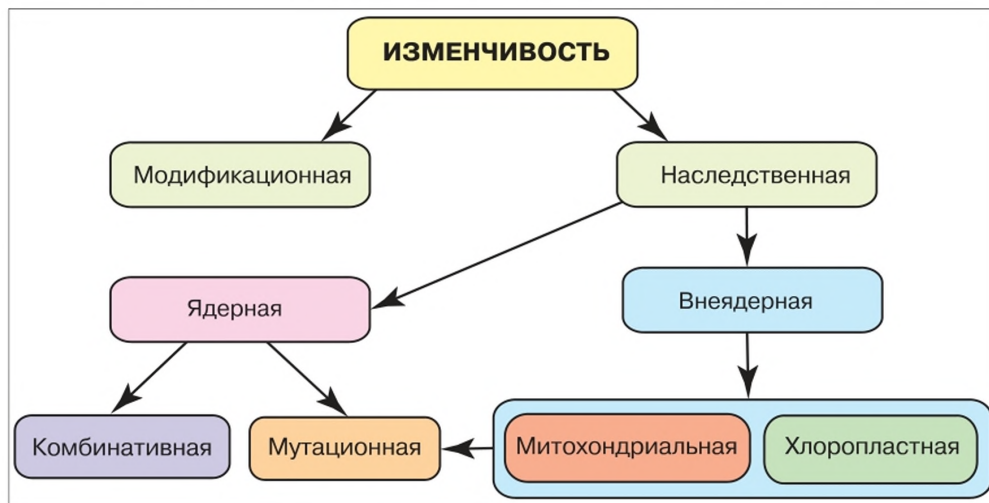 ИЗМЕНЧИВОСТЬ
Модификационная
Наследственная
Ядерная
Внеядерная
Комбинативная
Мутационная
Митохондриальная
Хлоропластная